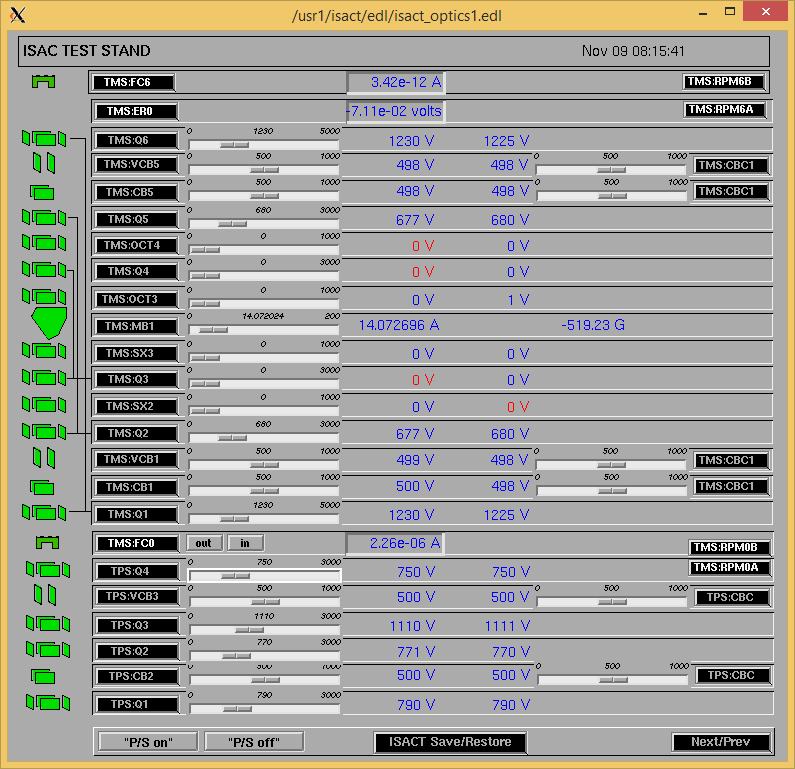 /usr1/isact/edl/isact_optics1.edl
ISAC TEST STAND Nov 09 08:15:41
TMS:FC6 3.42e-12 A TMS:RPM6B
TMS:ER0 -7.11e-02 volts TMS:RPM6A
TMS:Q6 0 1230 5000 1230 V 1225 V
TMS:VCB5 0 500 1000 498 V 498 V 0 500 1000 TMS:CBC1
TMS:CB5 0 500 1000 498 V 498 V 0 500 1000 TMS:CBC1
TMS:Q5 0 680 3000 677 V 680 V
TMS:OCT4 0 0 1000 0 V 0 V
TMS:Q4 0 0 3000 0 V 0 V
TMS:OCT3 0 0 1000 0 V 1 V
TMS:MB1 0 14.072024 200 14.072696 A -519.23 G
TMS:SX3 0 0 1000 0 V 0 V
TMS:Q3 0 0 3000 0 V 0 V
TMS:SX2 0 0 1000 0 V 0 V
TMS:Q2 0 680 3000 677 V 680 V
TMS:VCB1 0 500 1000 499 V 498 V 0 500 1000 TMS:CBC1
TMS:CB1 0 500 1000 500 V 498 V 0 500 1000 TMS:CBC1
TMS:Q1 0 1230 5000 1230 V 1225 V
TMS:FC0 out in 2.26e-06 A TMS:RPM0B
TPS:Q4 0 750 3000 750 V 750 V TMS:RPM0A
TPS:VCB3 0 500 1000 500 V 500 V 0 500 1000 TPS:CBC
TPS:Q3 0 1110 3000 1110 V 1111 V
TPS:Q2 0 770 3000 771 V 770 V
TPS:CB2 0 500 1000 500 V 500 V 0 500 1000 TPS:CBC
TPS:Q1 0 790 3000 790 V 790 V
"P/S on" "P/S off" ISACT Save/Restore Next/Prev